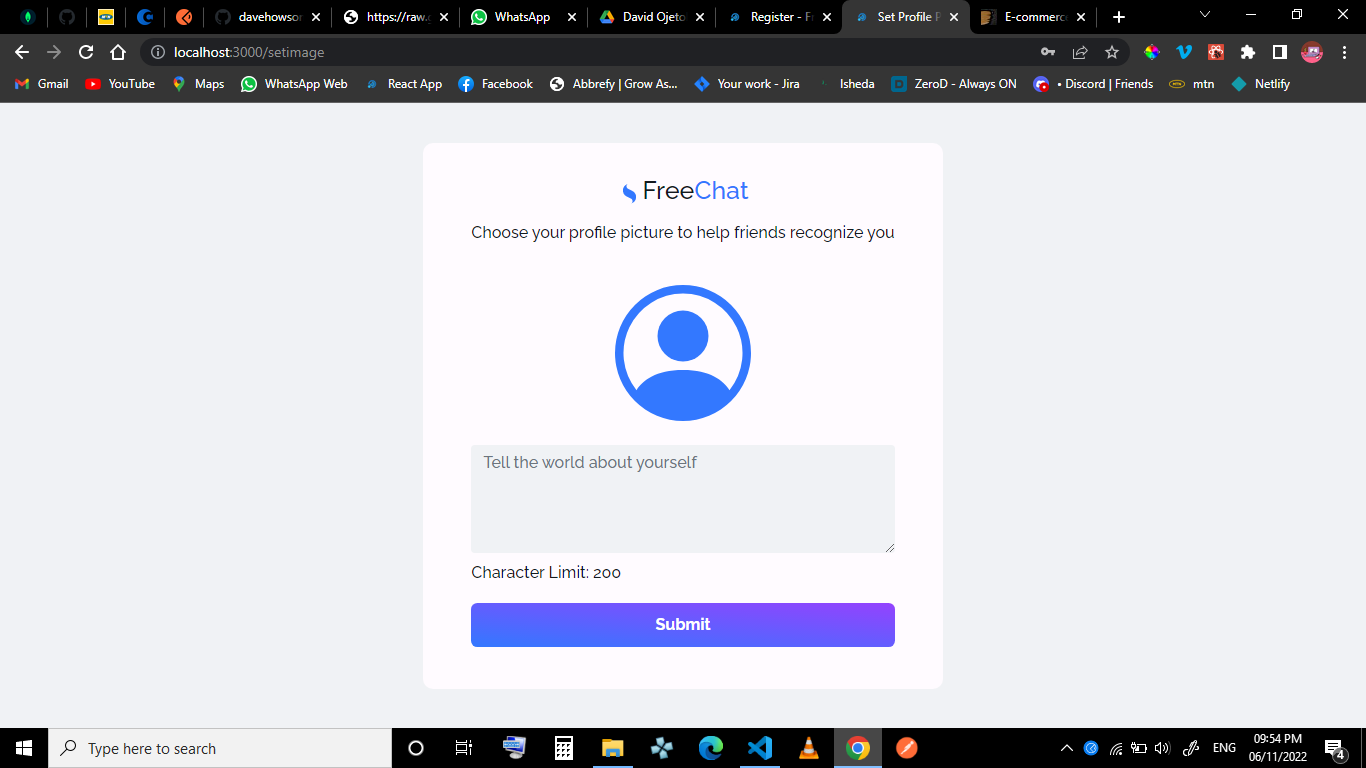 davehowsor
https://raw.g
WhatsApp
David Ojeto
Register - Fr
Set Profile P
E-commerc
localhost:3000/setimage
Gmail
YouTube
Maps
WhatsApp Web
React App
Facebook
Abbrefy | Grow As...
Your work - Jira
Isheda
ZeroD - Always ON
• Discord | Friends
mtn
Netlify
FreeChat
Choose your profile picture to help friends recognize you
Tell the world about yourself
Character Limit: 200
Submit
Type here to search
ENG
09:54 PM
06/11/2022
4